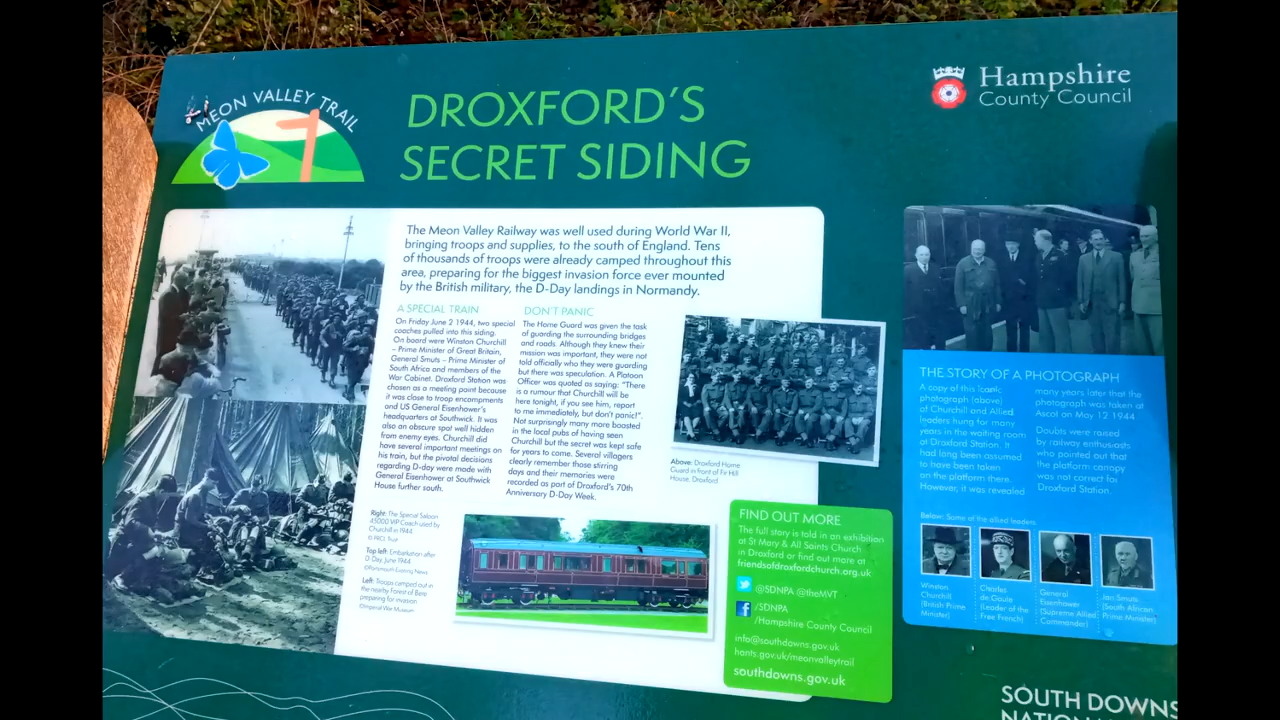 MEON VALLEY TRAIL
DROXFORD'S
SECRET SIDING
Hampshire
County Council
The Meon Valley Railway was well used during World War II,
bringing troops and supplies, to the south of England. Tens
of thousands of troops were already camped throughout this
area, preparing for the biggest invasion force ever mounted
by the British military, the D-Day landings in Normandy.
A SPECIAL TRAIN
On Friday June 2 1944, two special
coaches pulled into this siding.
On board were Winston Churchill
– Prime Minister of Great Britain,
General Smuts – Prime Minister of
South Africa and members of the
War Cabinet. Droxford Station was
chosen as a meeting point because
it was close to troop encampments
and US General Eisenhower's
headquarters at Southwick. It was
also an obscure spot well hidden
from enemy eyes. Churchill did
have several important meetings on
his train, but the pivotal decisions
regarding D-day were made with
General Eisenhower at Southwick
House further south.
DON'T PANIC
The Home Guard was given the task
of guarding the surrounding bridges
and roads. Although they knew their
mission was important, they were not
told officially who they were guarding
but there was speculation. A Platoon
Officer was quoted as saying: "There
is a rumour that Churchill will be
here tonight, if you see him, report
to me immediately, but don't panic!".
Not surprisingly many more boasted
in the local pubs of having seen
Churchill but the secret was kept safe
for years to come. Several villagers
clearly remember those stirring
days and their memories were
recorded as part of Droxford's 70th
Anniversary D-Day Week.
Above: Droxford Home
Guard in front of Fir Hill
House, Droxford
Right: The Special Saloon
45000 VIP Coach used by
Churchill in 1944.
© PRCL Trust
Top left: Embarkation after
D-Day, June 1944
©Portsmouth Evening News
Left: Troops camped out in
the nearby Forest of Bere
preparing for invasion
©Imperial War Museum
FIND OUT MORE
The full story is told in an exhibition
at St Mary & All Saints Church
in Droxford or find out more at
friendsofdroxfordchurch.org.uk
@SDNPA @theMVT
/SDNPA
/Hampshire County Council
info@southdowns.gov.uk
hants.gov.uk/meonvalleytrail
southdowns.gov.uk
THE STORY OF A PHOTOGRAPH
A copy of this iconic
photograph (above)
of Churchill and Allied
leaders hung for many
years in the waiting room
at Droxford Station. It
had long been assumed
to have been taken
on the platform there.
However, it was revealed
many years later that the
photograph was taken at
Ascot on May 12 1944
Doubts were raised
by railway enthusiasts
who pointed out that
the platform canopy
was not correct for
Droxford Station.
Below: Some of the allied leaders
Winston
Churchill
(British Prime
Minister)
Charles
de Gaulle
(Leader of the
Free French)
General
Eisenhower
(Supreme Allied
Commander)
Jan Smuts
(South African
Prime Minister)
SOUTH DOWNS
NATIONAL